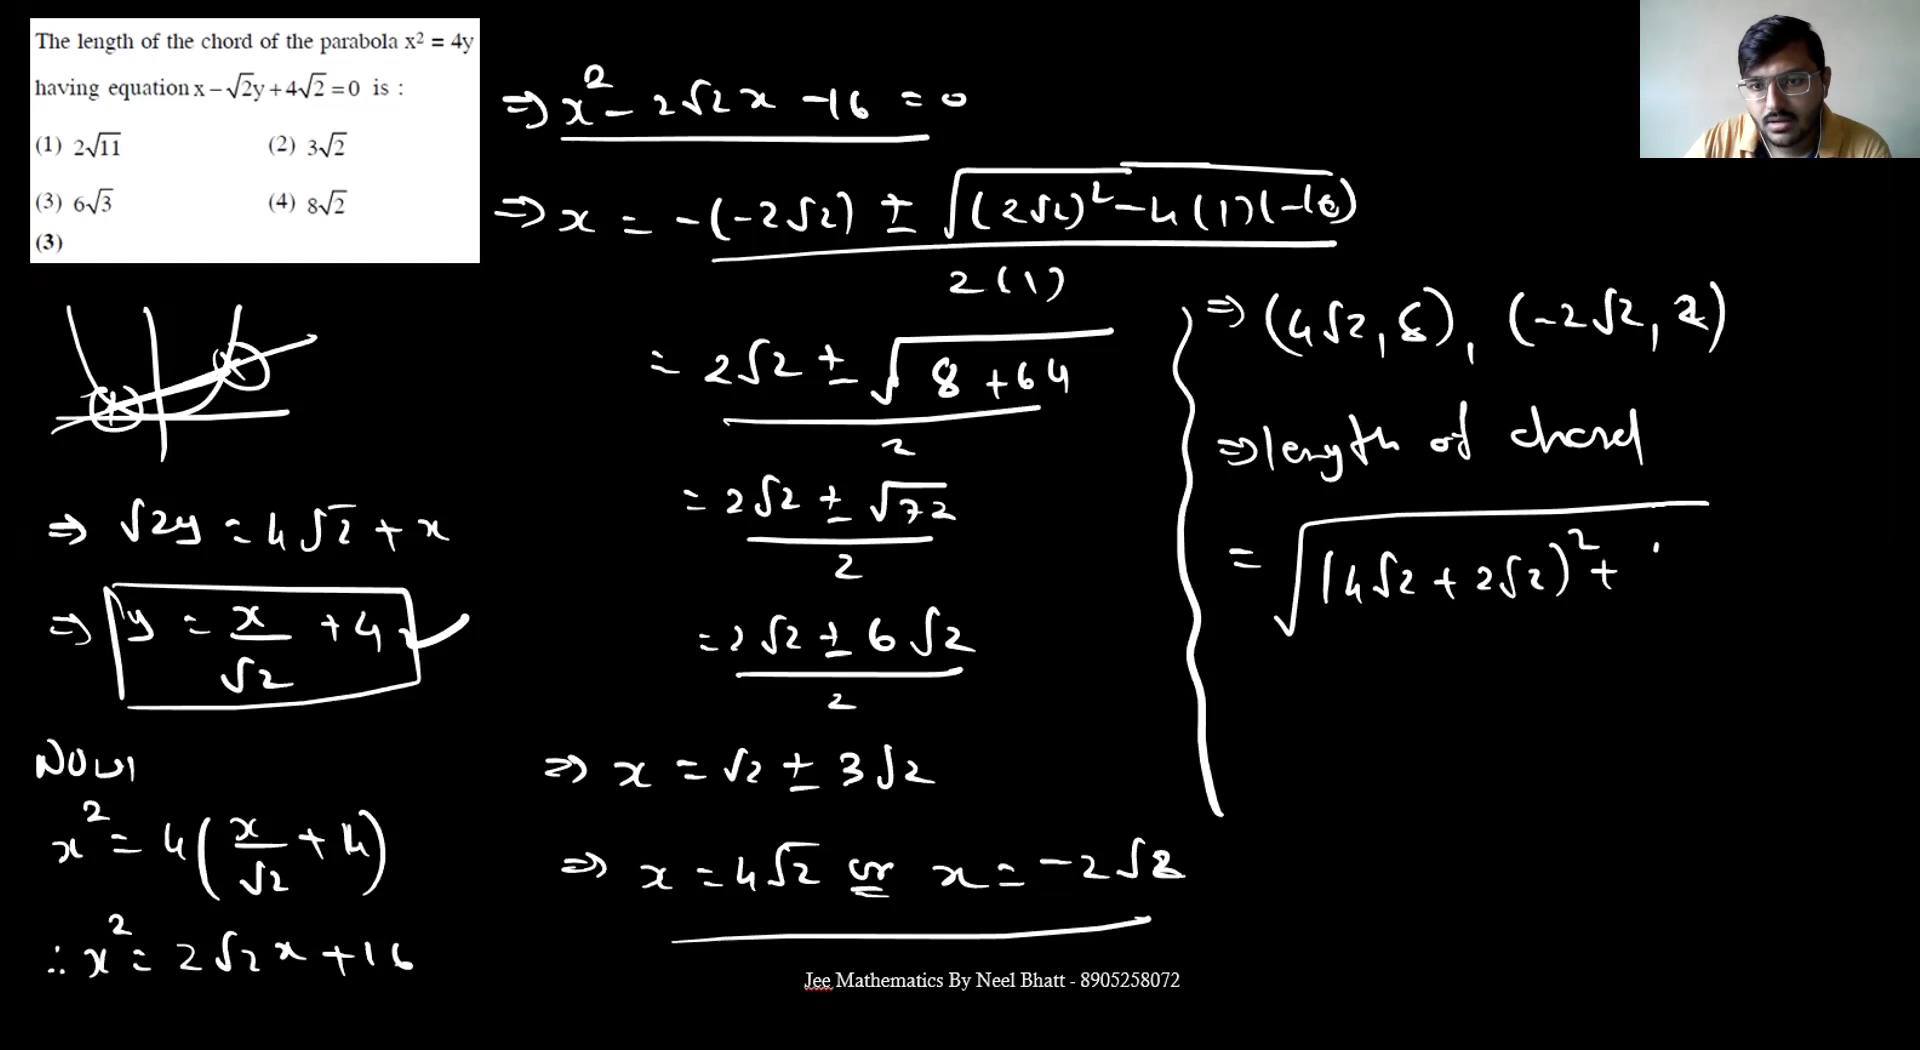 The length of the chord of the parabola x² = 4y
having equation x – √2y + 4√2 = 0 is :
(1) 2√11 (2) 3√2
(3) 6√3 (4) 8√2
(3)
⇒ √2y = 4√2 + x
⇒ y = x/√2 + 4
Now
x² = 4(x/√2 + 4)
∴ x² = 2√2x + 16
⇒ x² - 2√2x - 16 = 0
⇒ x = -(-2√2) ± √((2√2)² - 4(1)(-16)) / 2(1)
= 2√2 ± √(8 + 64) / 2
= 2√2 ± √72 / 2
= 2√2 ± 6√2 / 2
⇒ x = √2 ± 3√2
⇒ x = 4√2 or x = -2√2
⇒ (4√2, 8), (-2√2, 2)
⇒ length of chord
= √((4√2 + 2√2)² +
Jee Mathematics By Neel Bhatt - 8905258072